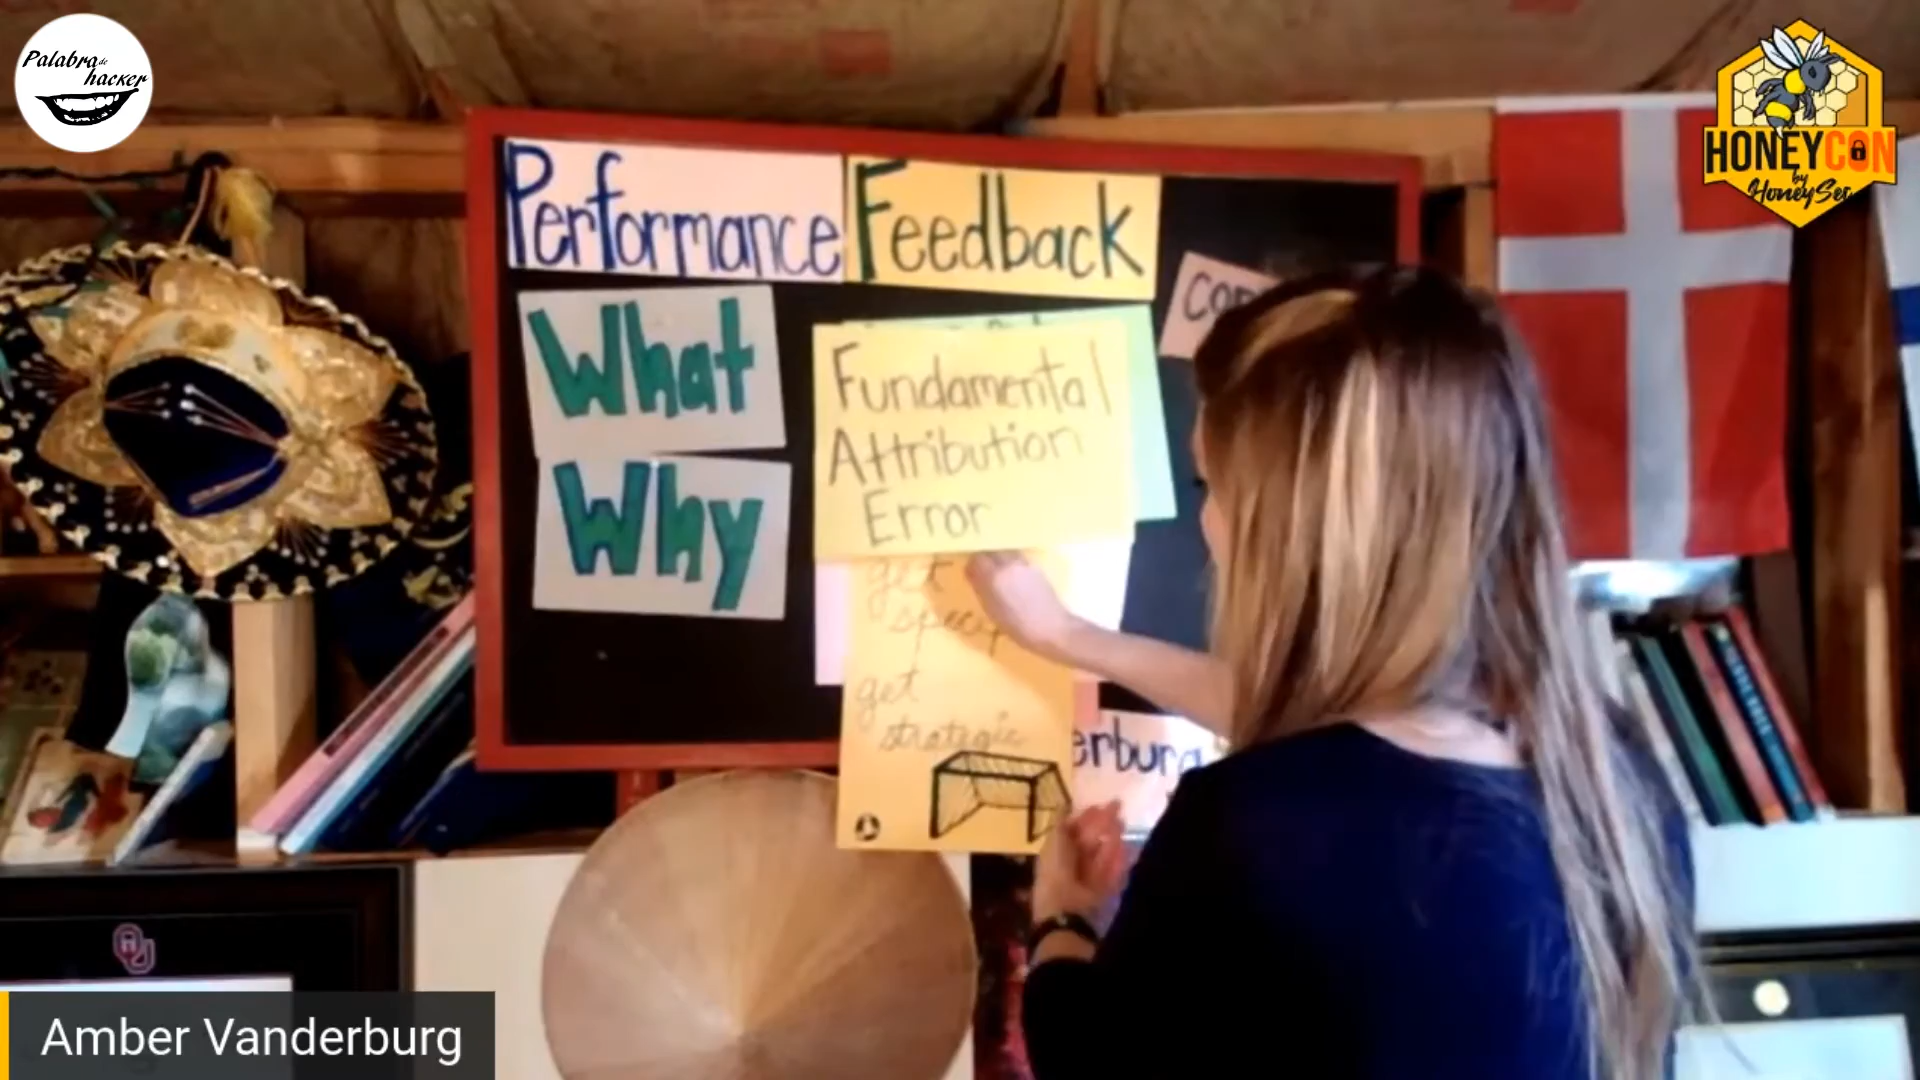 Palabra de
hacker
HONEYCON
by
HoneySec
Performance Feedback
What
Why
Fundamental
Attribution
Error
get
get
strategic
erburg
OU
Amber Vanderburg